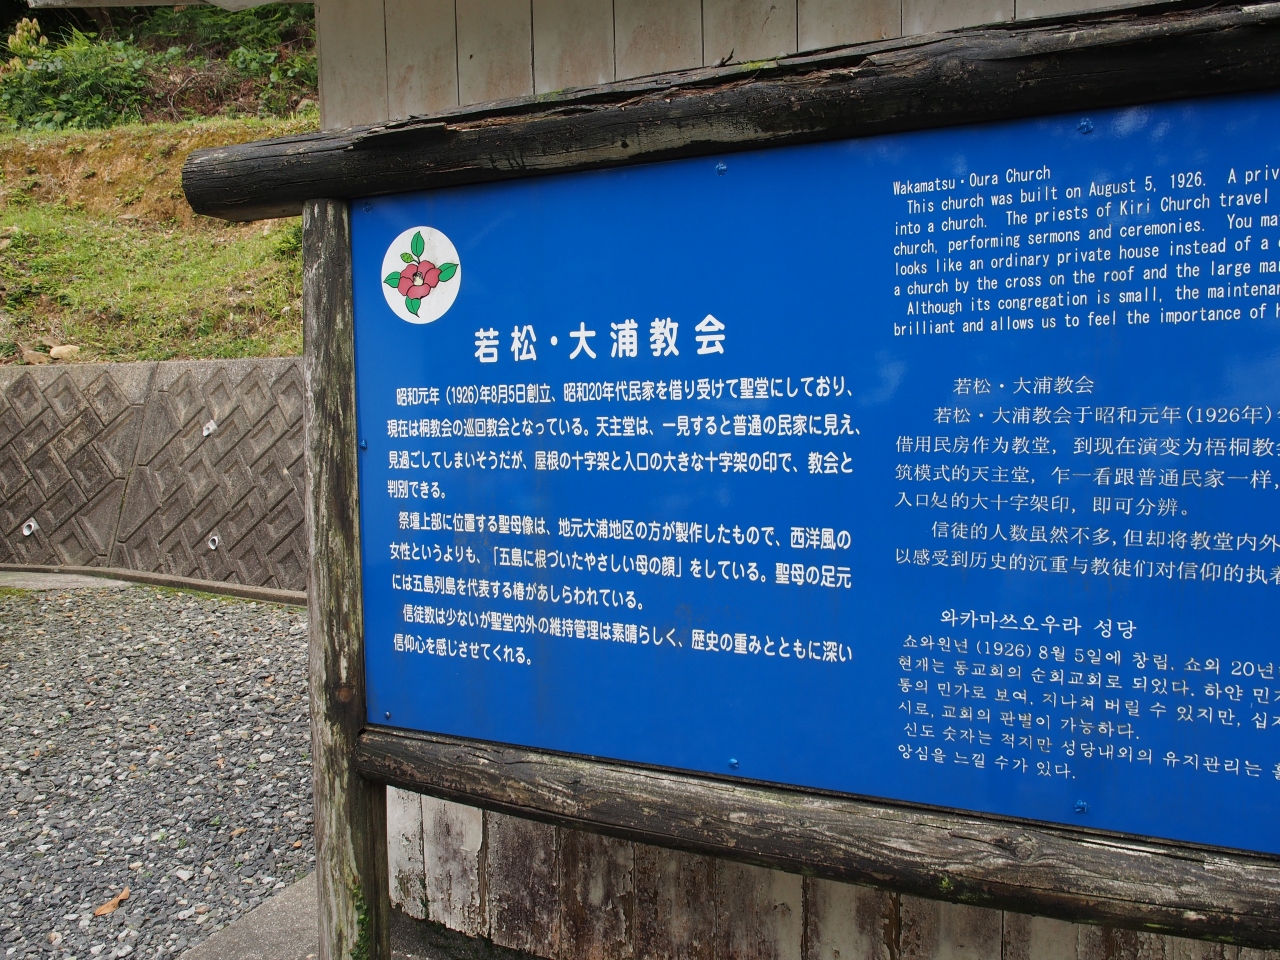 若松・大浦教会
昭和元年（1926)年8月5日創立、昭和20年代民家を借り受けて聖堂にしており、
現在は桐教会の巡回教会となっている。天主堂は、一見すると普通の民家に見え、
見過ごしてしまいそうだが、屋根の十字架と入口の大きな十字架の印で、教会と
判別できる。
祭壇上部に位置する聖母像は、地元大浦地区の方が製作したもので、西洋風の
女性というよりも、「五島に根づいたやさしい母の顔」をしている。聖母の足元
には五島列島を代表する椿があしらわれている。
信徒数は少ないが聖堂内外の維持管理は素晴らしく、歴史の重みとともに深い
信仰心を感じさせてくれる。
Wakamatsu・Oura Church
This church was built on August 5, 1926. A priv
into a church. The priests of Kiri Church travel
church, performing sermons and ceremonies. You ma
looks like an ordinary private house instead of a
a church by the cross on the roof and the large mar
Although its congregation is small, the maintenan
brilliant and allows us to feel the importance of h
若松・大浦教会
若松・大浦教会于昭和元年(1926年)
借用民房作为教堂，到现在演变为梧桐教会
筑模式的天主堂，乍一看跟普通民家一样，
入口处的大十字架印，即可分辨。
信徒的人数虽然不多,但却将教堂内外
以感受到历史的沉重与教徒们对信仰的执着
와카마쓰오우라 성당
쇼와원년 (1926) 8월 5일에 창립, 쇼와 20년
현재는 동교회의 순회교회로 되었다. 하얀 민가
통의 민가로 보여, 지나쳐 버릴 수 있지만, 십자
시로, 교회의 판별이 가능하다.
신도 숫자는 적지만 성당내외의 유지관리는 훌
앙심을 느낄 수가 있다.